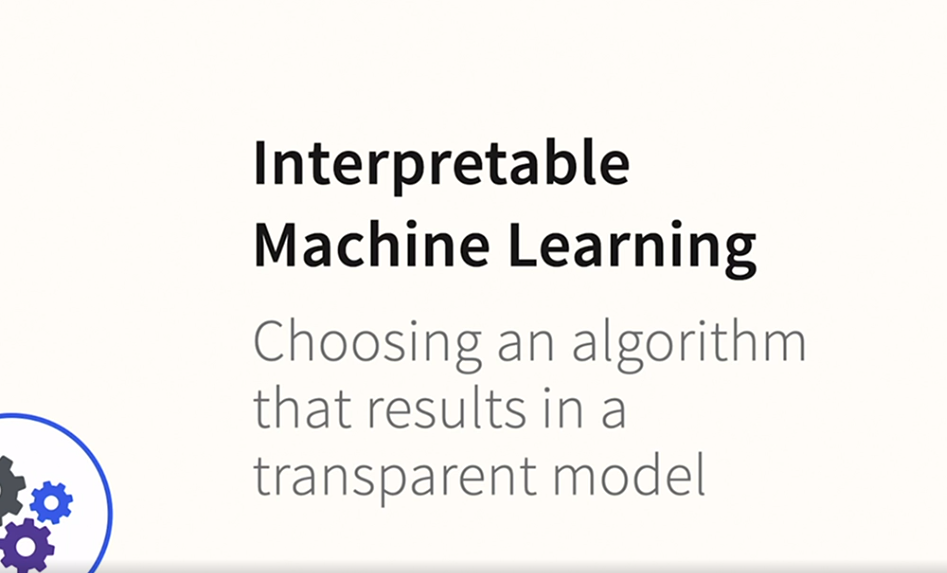 Interpretable
Machine Learning
Choosing an algorithm
that results in a
transparent model